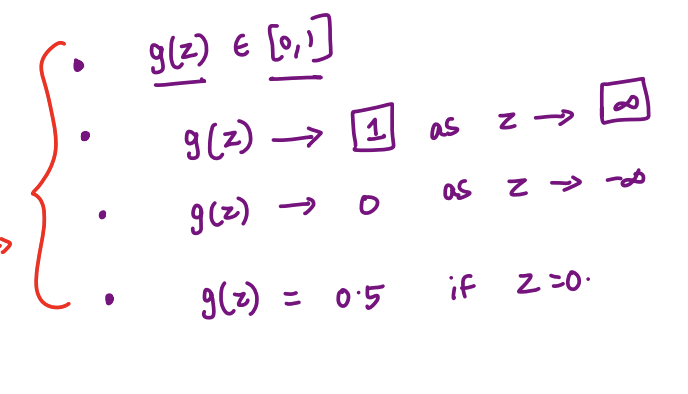 • g(z) ∈ [0,1]
• g(z) → 1 as z → ∞
• g(z) → 0 as z → -∞
• g(z) = 0.5 if z=0.